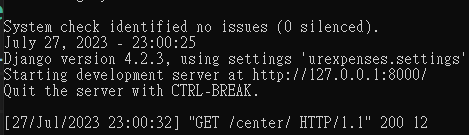 System check identified no issues (0 silenced).
July 27, 2023 - 23:00:25
Django version 4.2.3, using settings 'urexpenses.settings'
Starting development server at http://127.0.0.1:8000/
Quit the server with CTRL-BREAK.
[27/Jul/2023 23:00:32] "GET /center/ HTTP/1.1" 200 12